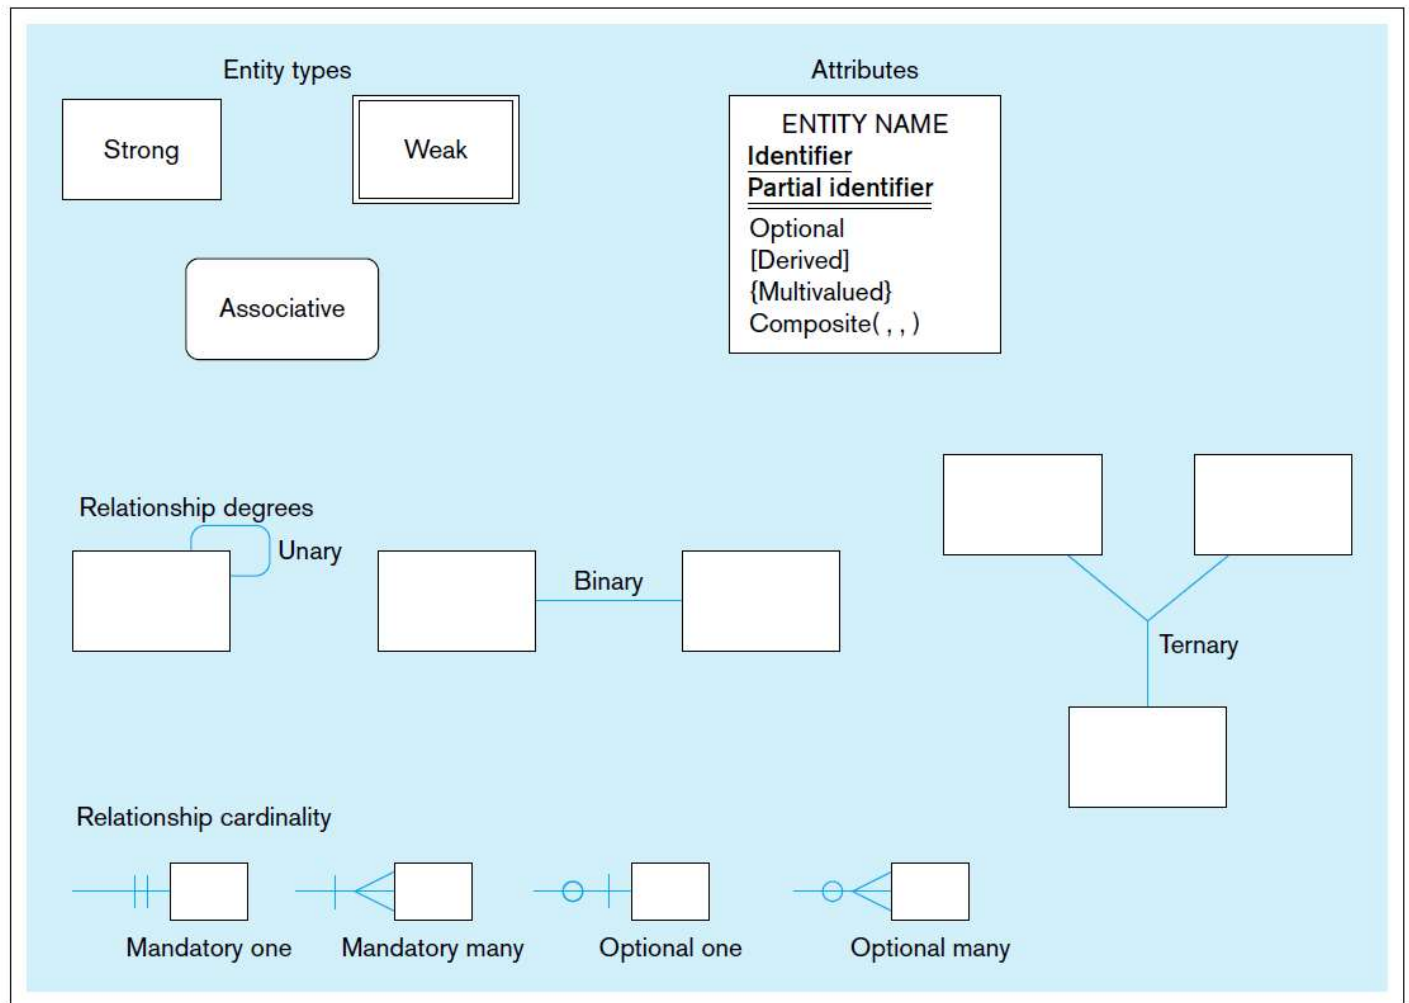 Entity types
Strong
Weak
Associative
Attributes
ENTITY NAME
Identifier
Partial identifier
Optional
[Derived]
{Multivalued}
Composite( , , )
Relationship degrees
Unary
Binary
Ternary
Relationship cardinality
Mandatory one
Mandatory many
Optional one
Optional many